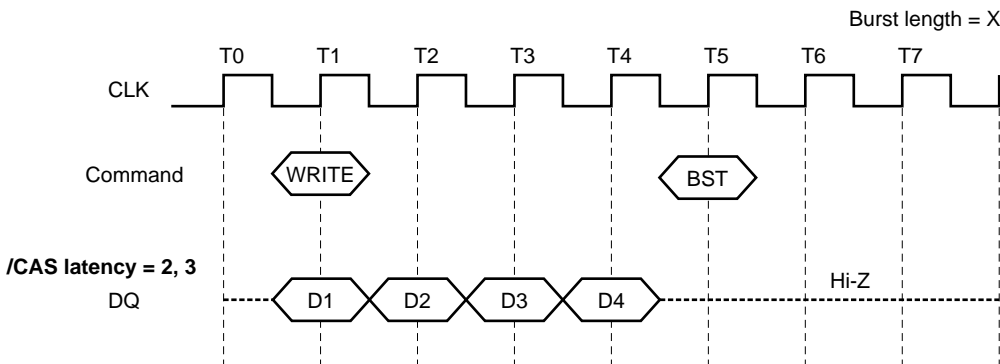 Burst length = X
T0 T1 T2 T3 T4 T5 T6 T7
CLK
Command WRITE BST
/CAS latency = 2, 3
DQ D1 D2 D3 D4 Hi-Z